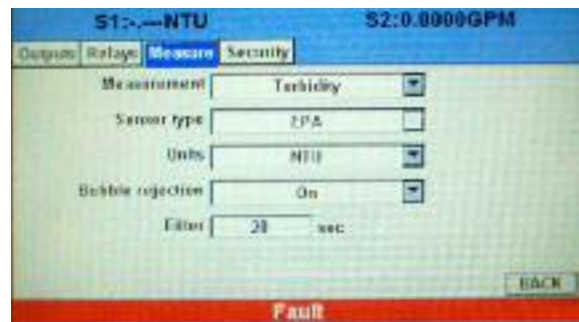 S1:-.---NTU S2:0.0000GPM
Outputs Relays Measure Security
Measurement Turbidity
Sensor type EPA
Units NTU
Bubble rejection On
Filter 20 sec
BACK
Fault